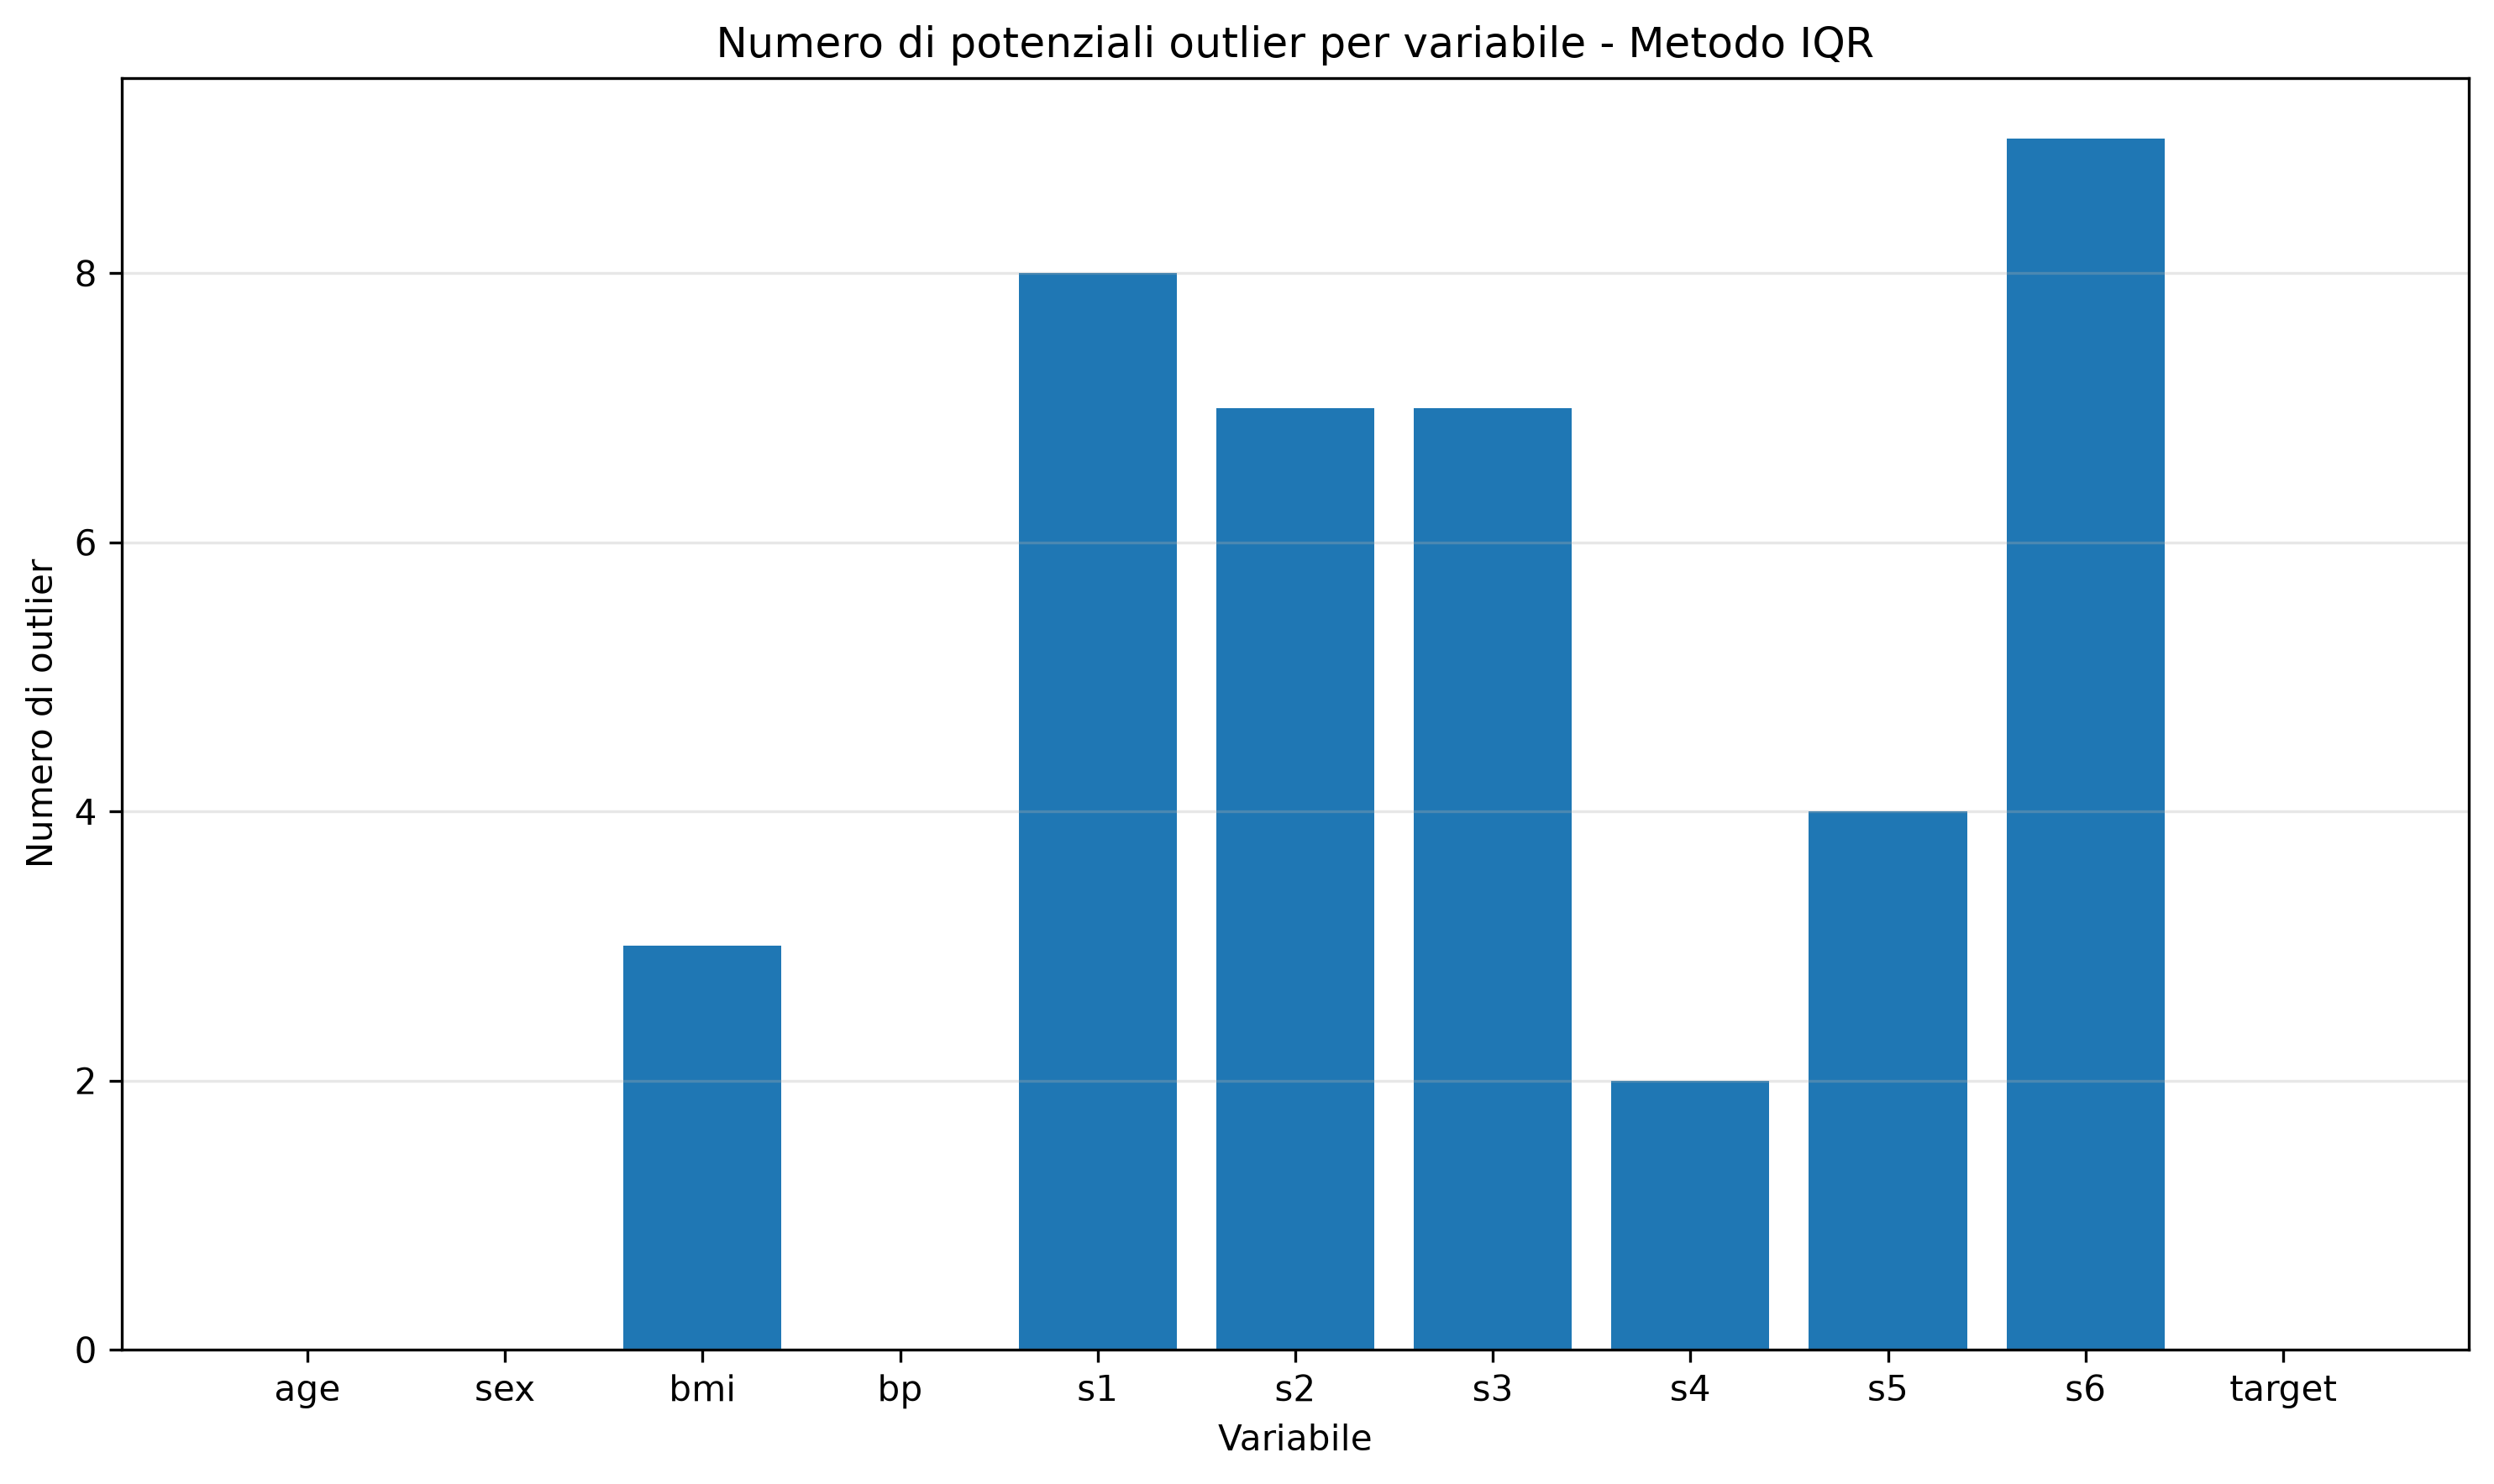 Numero di potenziali outlier per variabile - Metodo IQR
Numero di outlier
8
6
4
2
0
age sex bmi bp s1 s2 s3 s4 s5 s6 target
Variabile